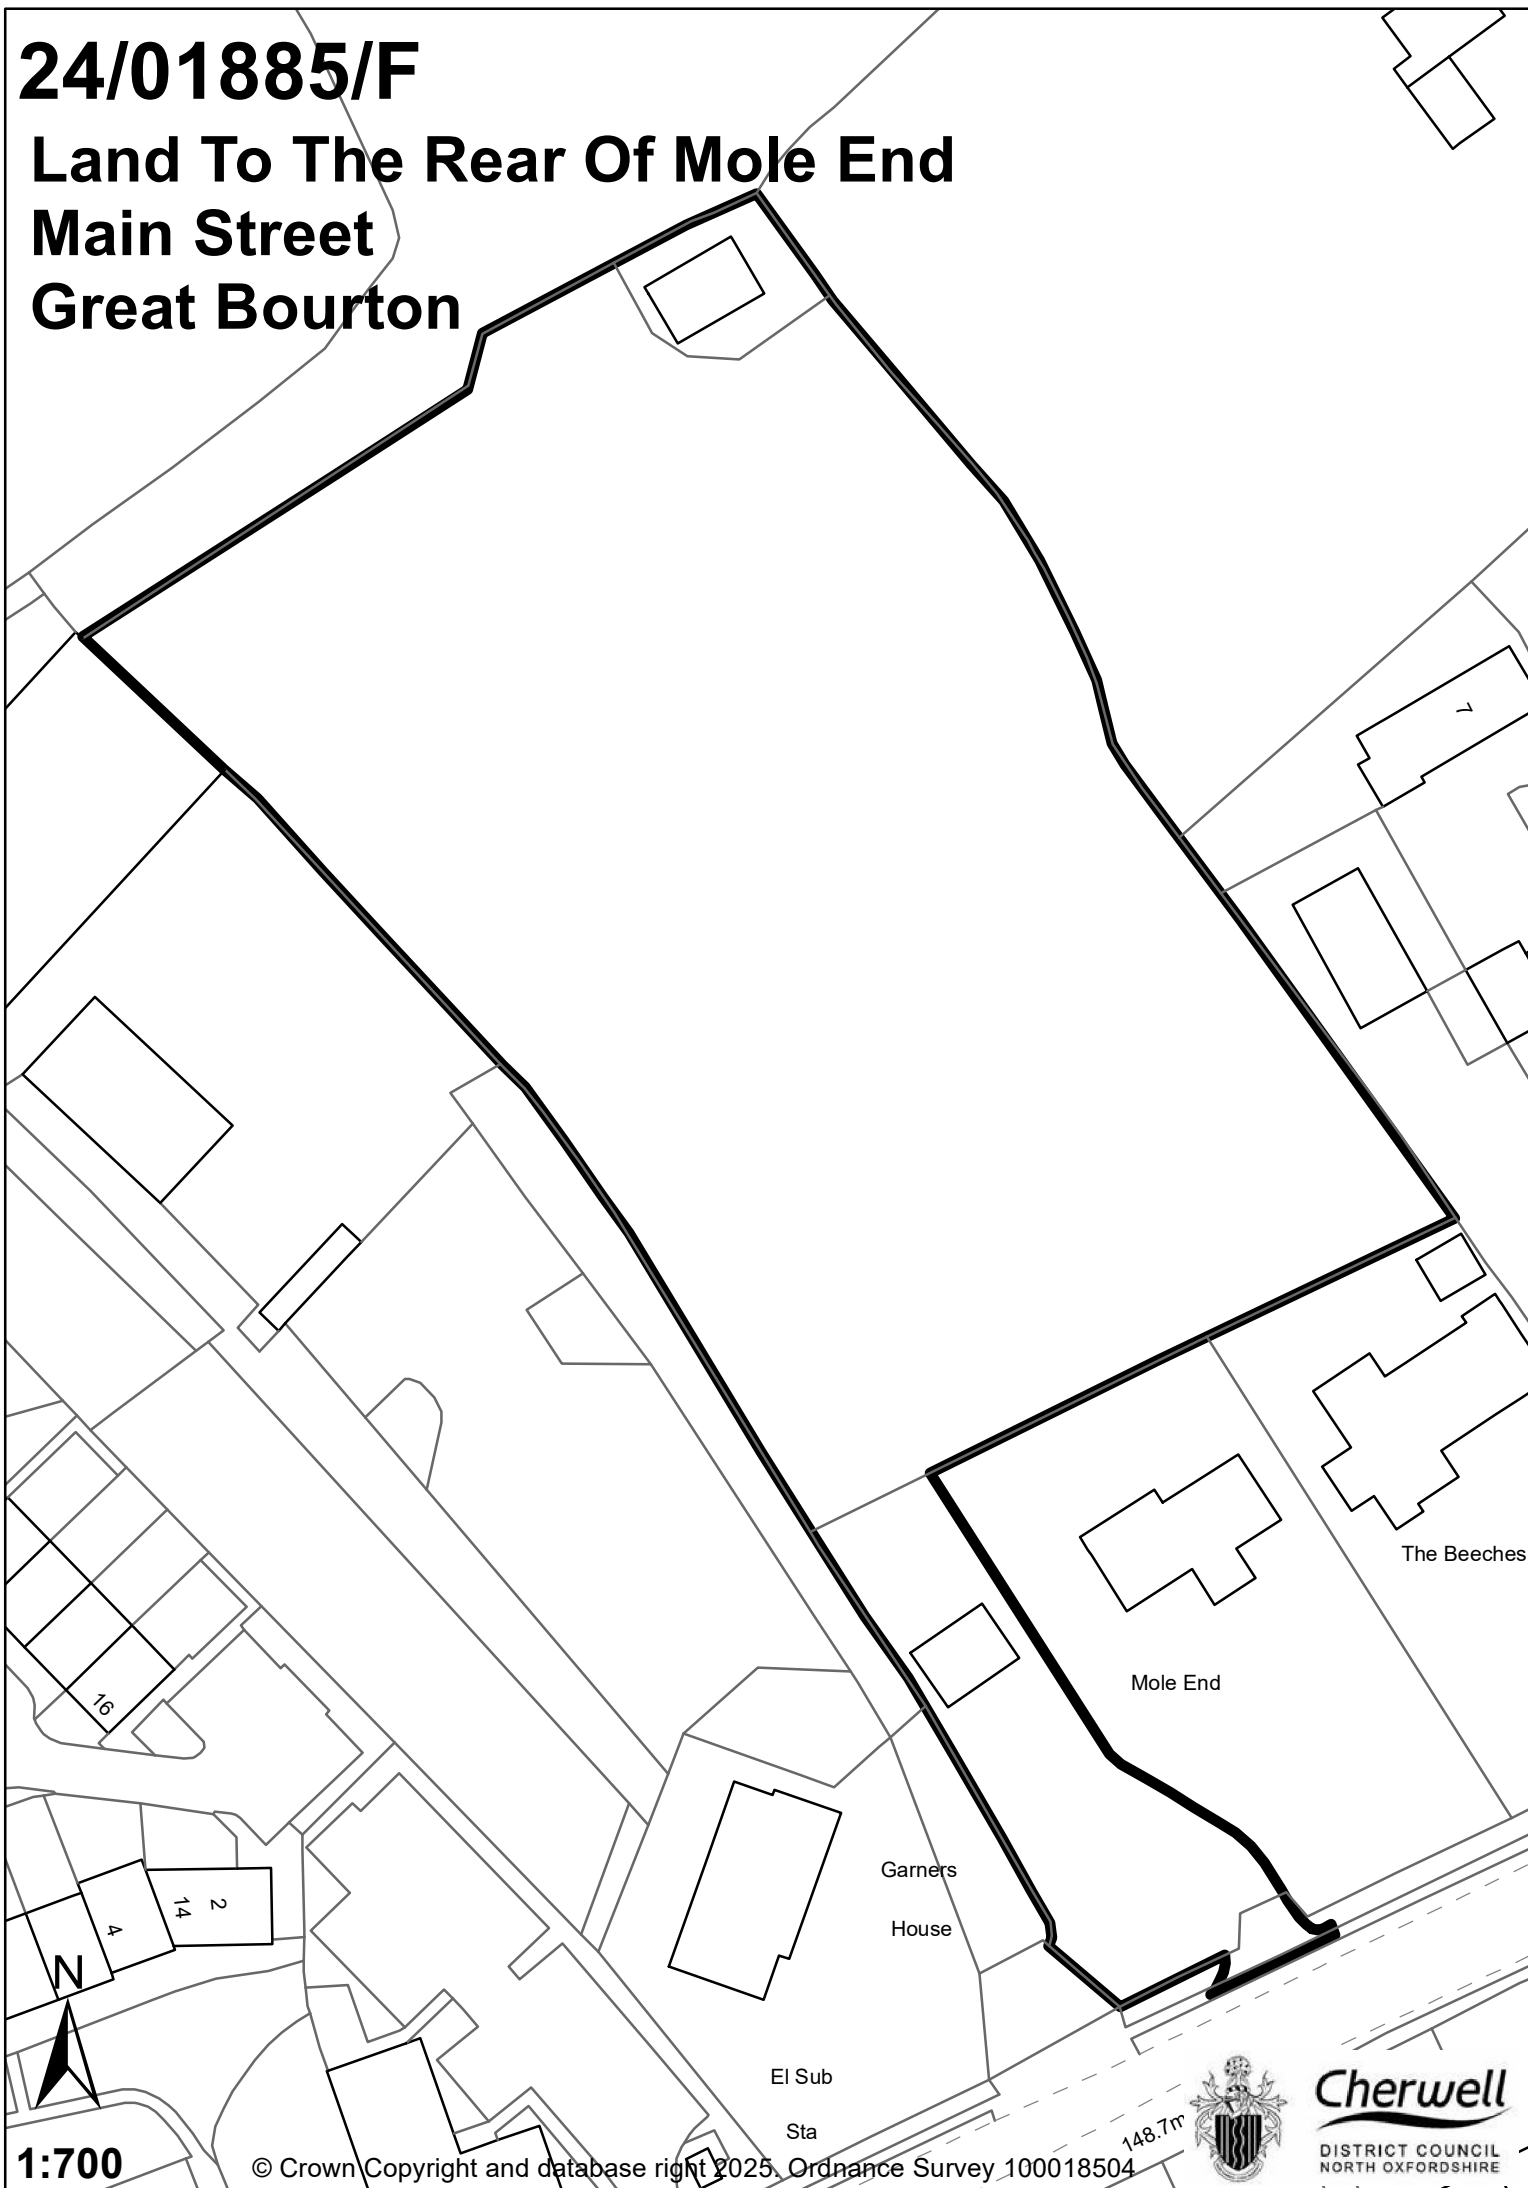 24/01885/F
Land To The Rear Of Mole End
Main Street
Great Bourton
7
The Beeches
Mole End
16
Garners
House
2
14
4
N
El Sub
Sta
148.7m
Cherwell
DISTRICT COUNCIL
NORTH OXFORDSHIRE
1:700
© Crown Copyright and database right 2025. Ordnance Survey 100018504